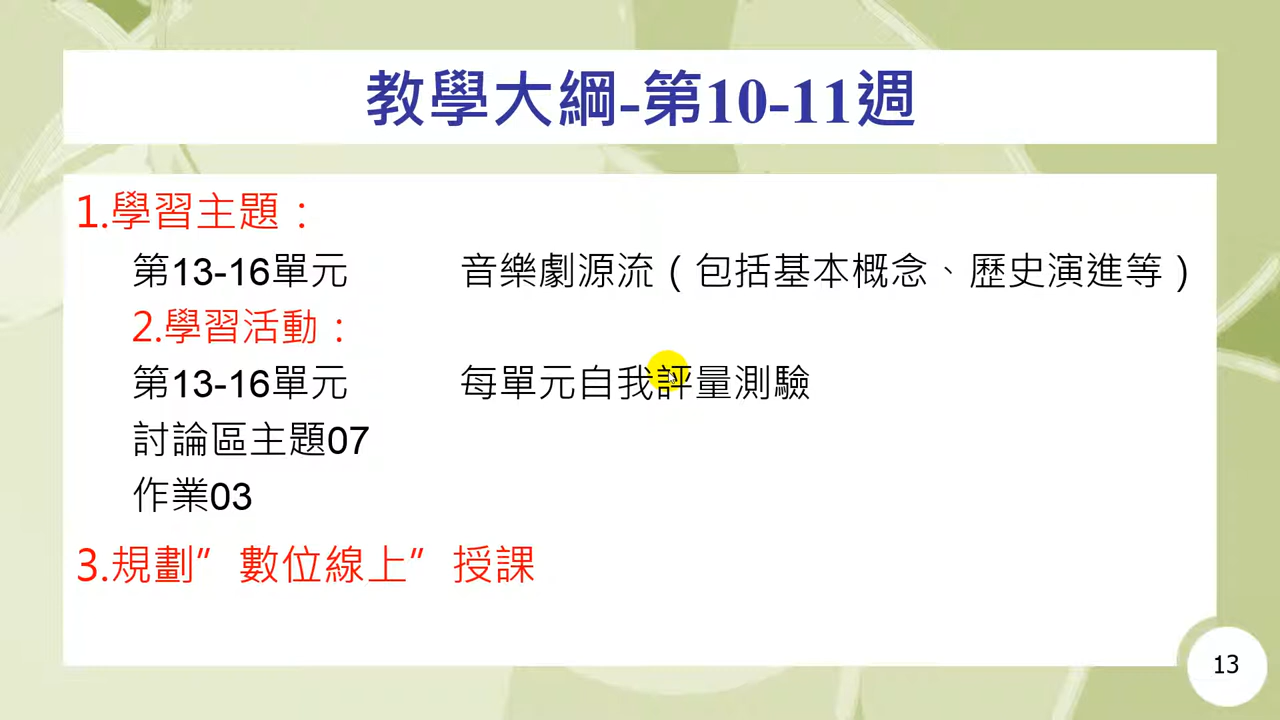 教學大綱-第10-11週
1.學習主題：
第13-16單元 音樂劇源流（包括基本概念、歷史演進等）
2.學習活動：
第13-16單元 每單元自我評量測驗
討論區主題07
作業03
3.規劃”數位線上”授課
13